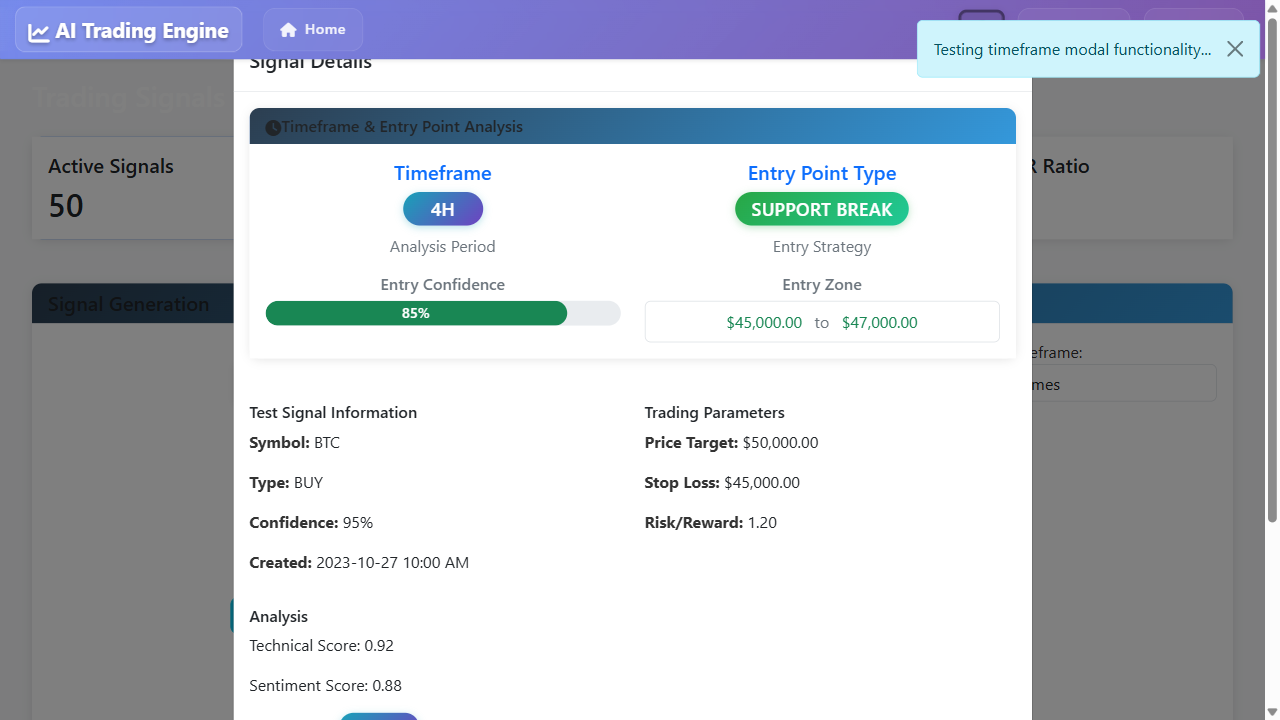 AI Trading Engine
Home
Testing timeframe modal functionality...
Signal Details
Trading Signals
Timeframe & Entry Point Analysis
Active Signals
50
R Ratio
Timeframe
Entry Point Type
4H
SUPPORT BREAK
Analysis Period
Entry Strategy
Entry Confidence
Entry Zone
85%
$45,000.00 to $47,000.00
Signal Generation
eframe:
mes
Test Signal Information
Trading Parameters
Symbol: BTC
Price Target: $50,000.00
Type: BUY
Stop Loss: $45,000.00
Confidence: 95%
Risk/Reward: 1.20
Created: 2023-10-27 10:00 AM
Analysis
Technical Score: 0.92
Sentiment Score: 0.88